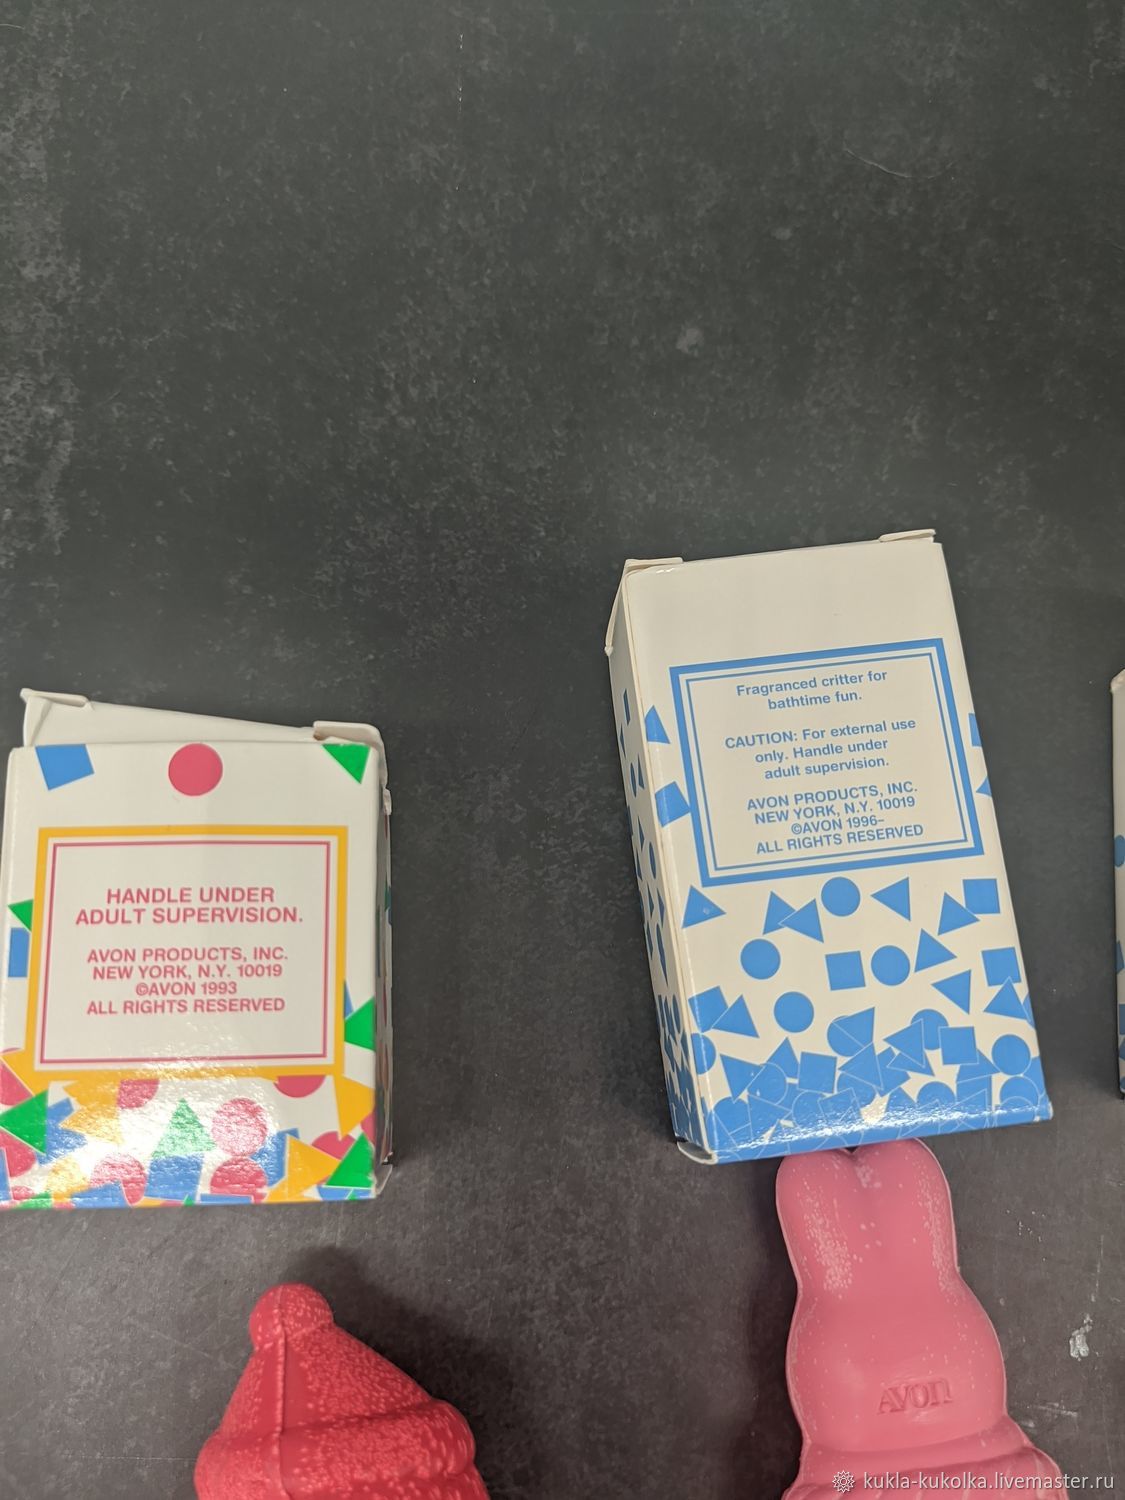 HANDLE UNDER
ADULT SUPERVISION.
AVON PRODUCTS, INC.
NEW YORK, N.Y. 10019
©AVON 1993
ALL RIGHTS RESERVED
Fragranced critter for
bathtime fun.
CAUTION: For external use
only. Handle under
adult supervision.
AVON PRODUCTS, INC.
NEW YORK, N.Y. 10019
©AVON 1996–
ALL RIGHTS RESERVED
AVON
kukla-kukolka.livemaster.ru